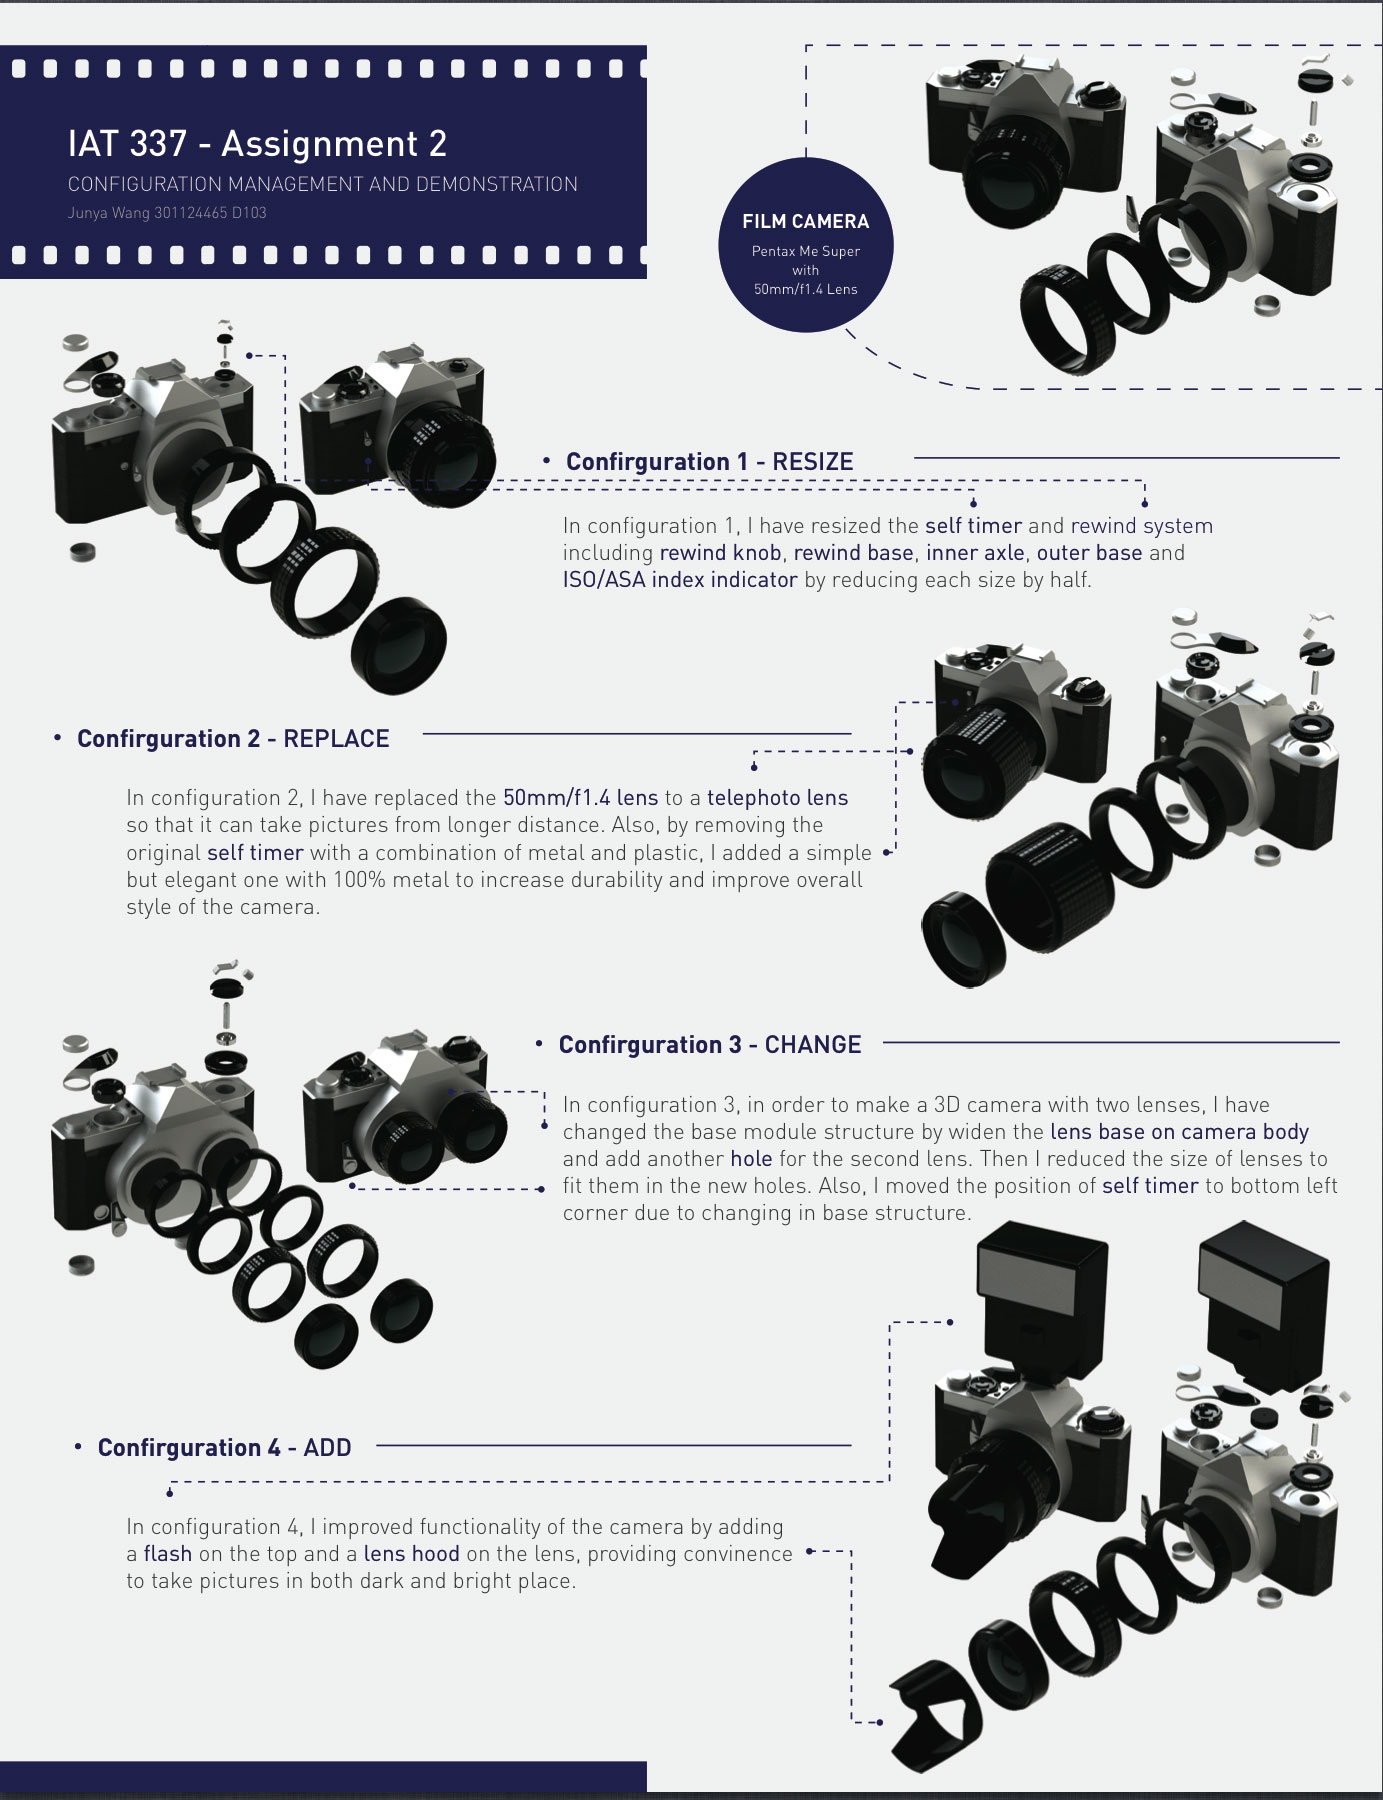 IAT 337 - Assignment 2
CONFIGURATION MANAGEMENT AND DEMONSTRATION
Junya Wang 301124465 D103
FILM CAMERA
Pentax Me Super
with
50mm/f1.4 Lens
• Confirguration 1 - RESIZE
In configuration 1, I have resized the self timer and rewind system
including rewind knob, rewind base, inner axle, outer base and
ISO/ASA index indicator by reducing each size by half.
• Confirguration 2 - REPLACE
In configuration 2, I have replaced the 50mm/f1.4 lens to a telephoto lens
so that it can take pictures from longer distance. Also, by removing the
original self timer with a combination of metal and plastic, I added a simple
but elegant one with 100% metal to increase durability and improve overall
style of the camera.
• Confirguration 3 - CHANGE
In configuration 3, in order to make a 3D camera with two lenses, I have
changed the base module structure by widen the lens base on camera body
and add another hole for the second lens. Then I reduced the size of lenses to
fit them in the new holes. Also, I moved the position of self timer to bottom left
corner due to changing in base structure.
• Confirguration 4 - ADD
In configuration 4, I improved functionality of the camera by adding
a flash on the top and a lens hood on the lens, providing convinence
to take pictures in both dark and bright place.